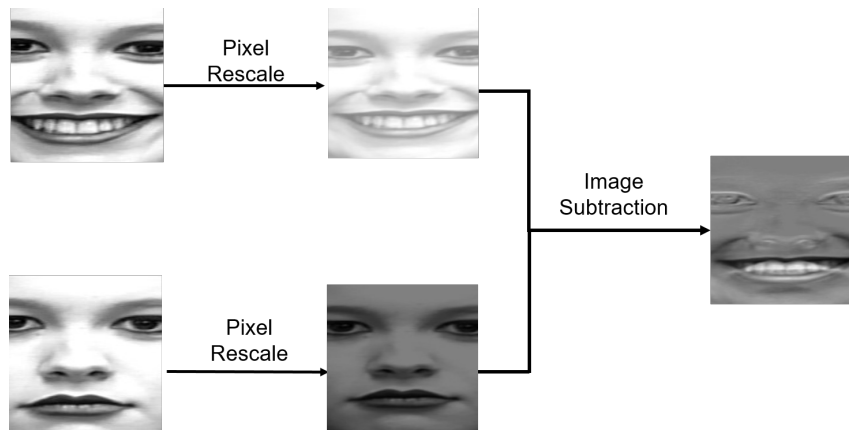 Pixel
Rescale
Image
Subtraction
Pixel
Rescale